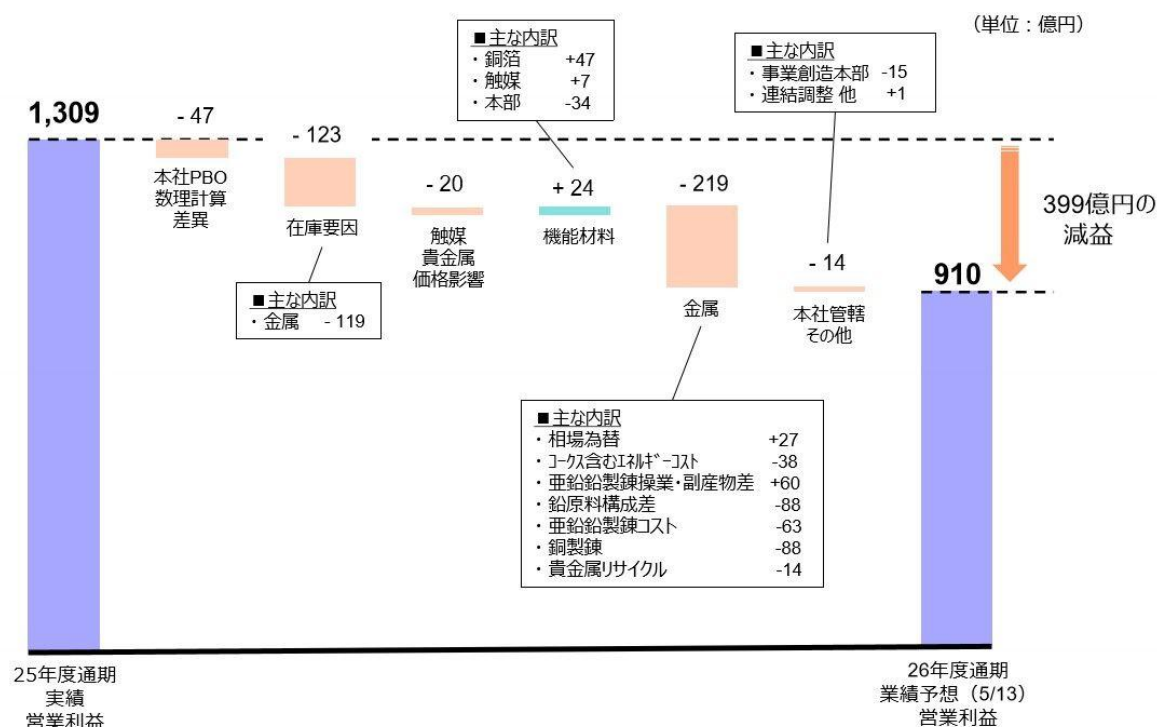 （単位：億円）
■主な内訳
・銅箔 +47
・触媒 +7
・本部 -34
■主な内訳
・事業創造本部 -15
・連結調整 他 +1
1,309
- 47
本社PBO
数理計算
差異
- 123
在庫要因
■主な内訳
・金属 - 119
- 20
触媒
貴金属
価格影響
+ 24
機能材料
- 219
金属
■主な内訳
・相場為替 +27
・ｺｰｸｽ含むｴﾈﾙｷﾞｰｺｽﾄ -38
・亜鉛鉛製錬操業・副産物差 +60
・鉛原料構成差 -88
・亜鉛鉛製錬コスト -63
・銅製錬 -88
・貴金属リサイクル -14
- 14
本社管轄
その他
399億円の
減益
910
25年度通期
実績
営業利益
26年度通期
業績予想（5/13）
営業利益